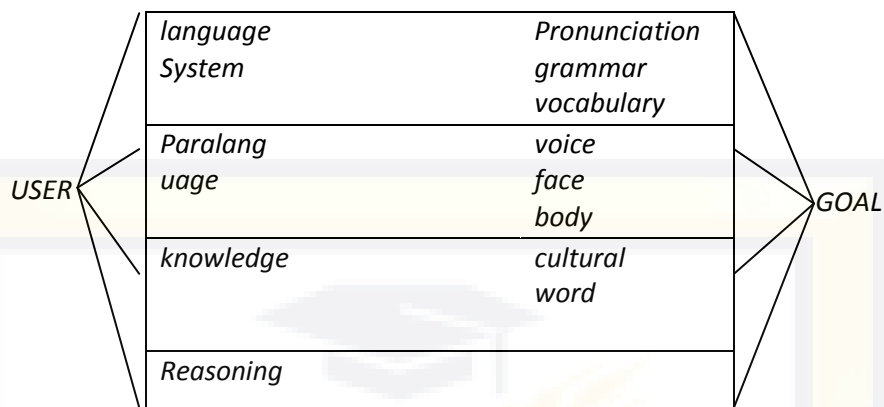 language Pronunciation
System grammar
vocabulary
Paralang voice
uage face
USER GOAL
body
knowledge cultural
word
Reasoning